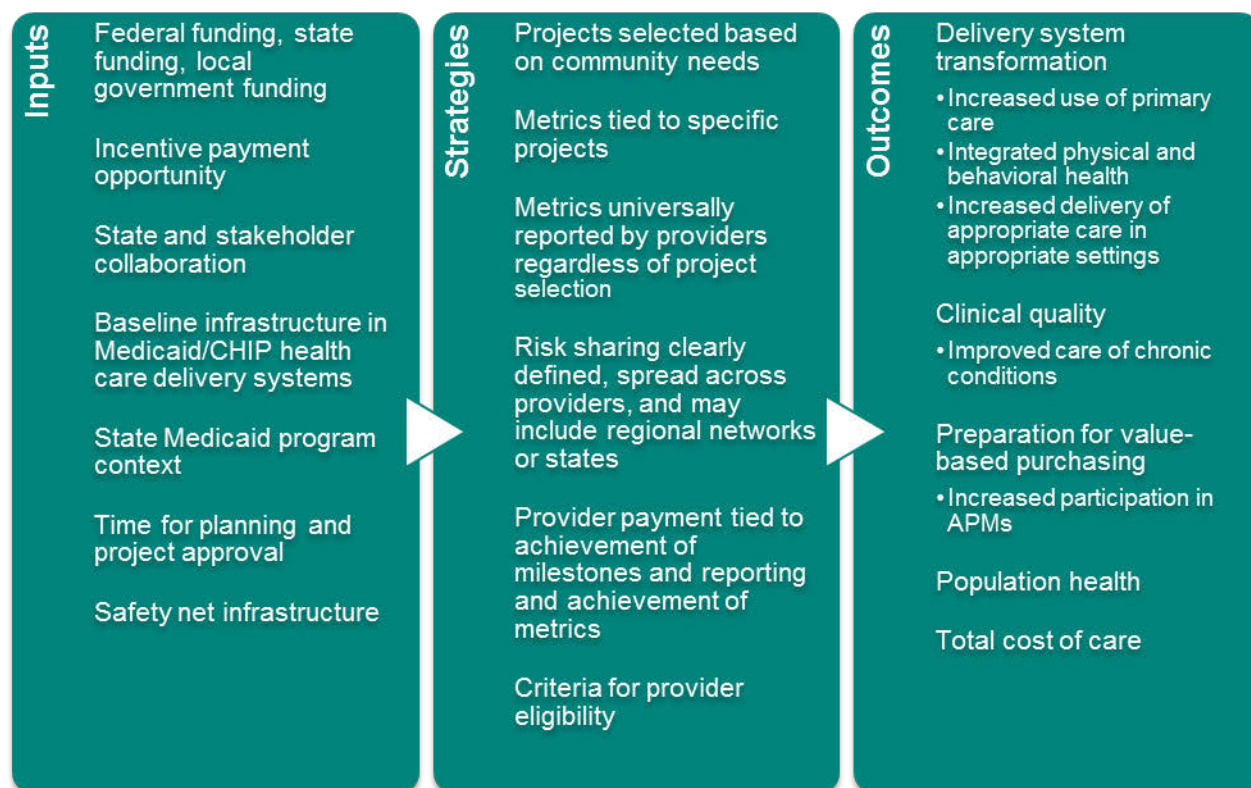 Inputs
Federal funding, state
funding, local
government funding
Incentive payment
opportunity
State and stakeholder
collaboration
Baseline infrastructure in
Medicaid/CHIP health
care delivery systems
State Medicaid program
context
Time for planning and
project approval
Safety net infrastructure
Strategies
Projects selected based
on community needs
Metrics tied to specific
projects
Metrics universally
reported by providers
regardless of project
selection
Risk sharing clearly
defined, spread across
providers, and may
include regional networks
or states
Provider payment tied to
achievement of
milestones and reporting
and achievement of
metrics
Criteria for provider
eligibility
Outcomes
Delivery system
transformation
•Increased use of primary
care
•Integrated physical and
behavioral health
•Increased delivery of
appropriate care in
appropriate settings
Clinical quality
•Improved care of chronic
conditions
Preparation for value-
based purchasing
•Increased participation in
APMs
Population health
Total cost of care